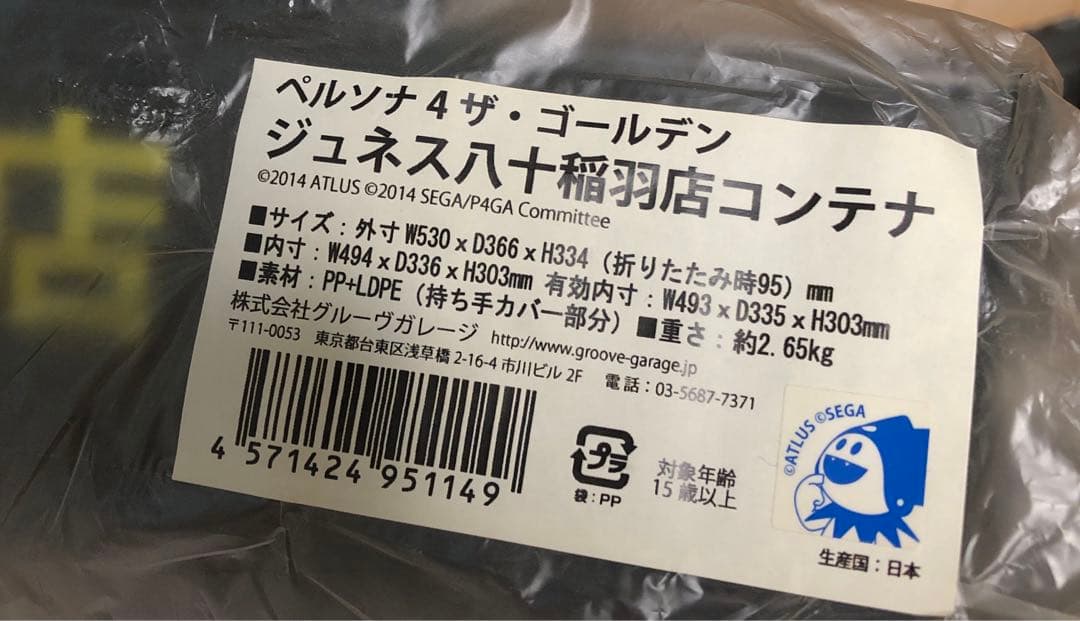 店
ペルソナ4 ザ・ゴールデン
ジュネス八十稲羽店コンテナ
©2014 ATLUS ©2014 SEGA/P4GA Committee
■サイズ：外寸 W530 x D366 x H334（折りたたみ時95）mm
■内寸：W494 x D336 x H303mm 有効内寸：W493 x D335 x H303mm
■素材：PP+LDPE（持ち手カバー部分）■重さ：約2.65kg
株式会社グルーヴガレージ http://www.groove-garage.jp
〒111-0053 東京都台東区浅草橋 2-16-4 市川ビル 2F 電話：03-5687-7371
4 571424 951149
プラ
袋：PP
対象年齢
15歳以上
©ATLUS ©SEGA
生産国：日本